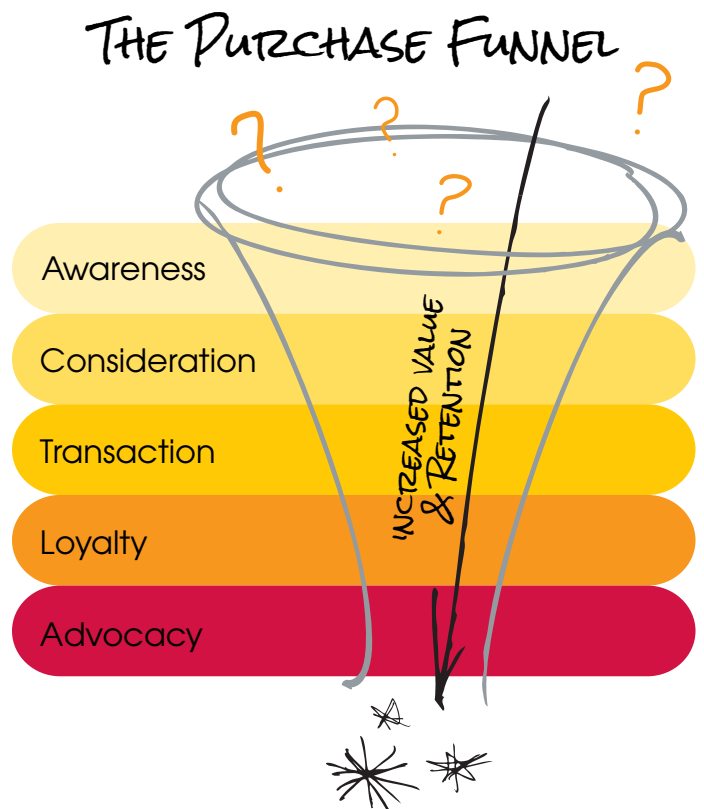 The Purchase Funnel
Awareness
Consideration
Transaction
Loyalty
Advocacy
Increased value
& Retention